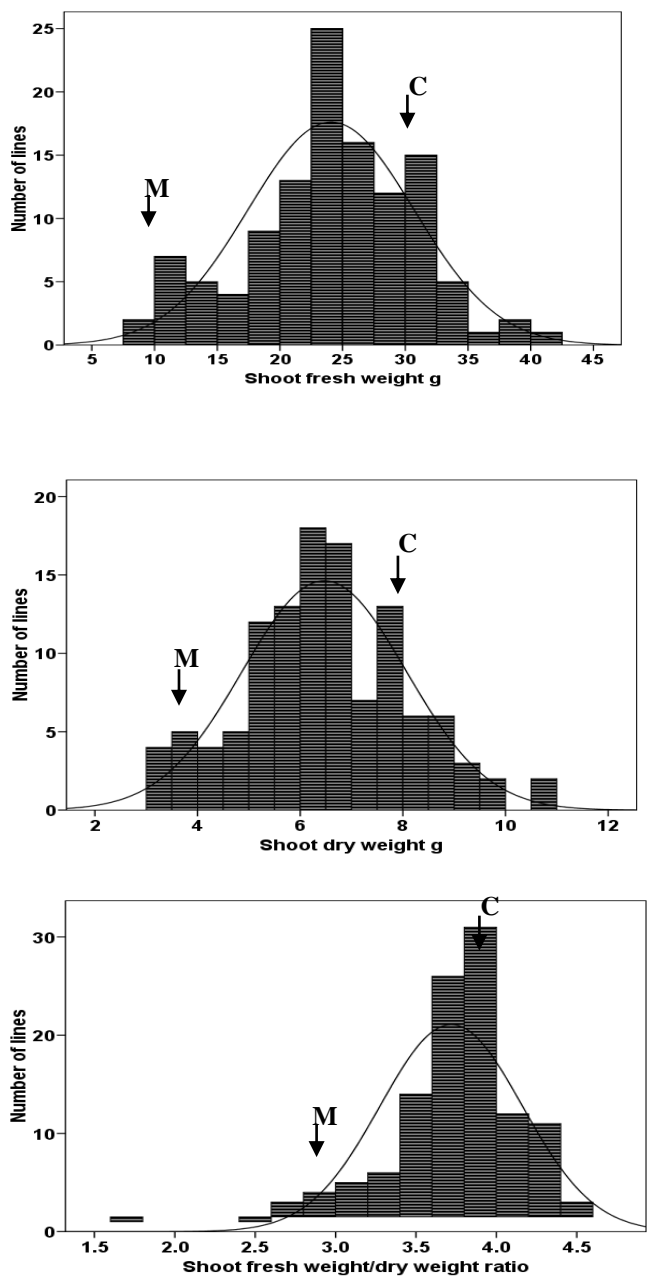 25
20
15
10
5
0
Number of lines
M
C
5 10 15 20 25 30 35 40 45
Shoot fresh weight g
20
15
10
5
0
Number of lines
M
C
2 4 6 8 10 12
Shoot dry weight g
30
20
10
0
Number of lines
M
C
1.5 2.0 2.5 3.0 3.5 4.0 4.5
Shoot fresh weight/dry weight ratio